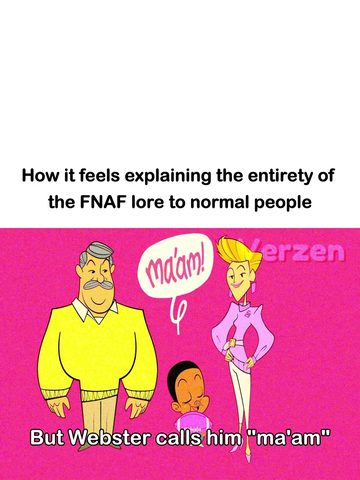 How it feels explaining the entirety of
the FNAF lore to normal people
Verzen
ma'am!
But Webster calls him "ma'am"